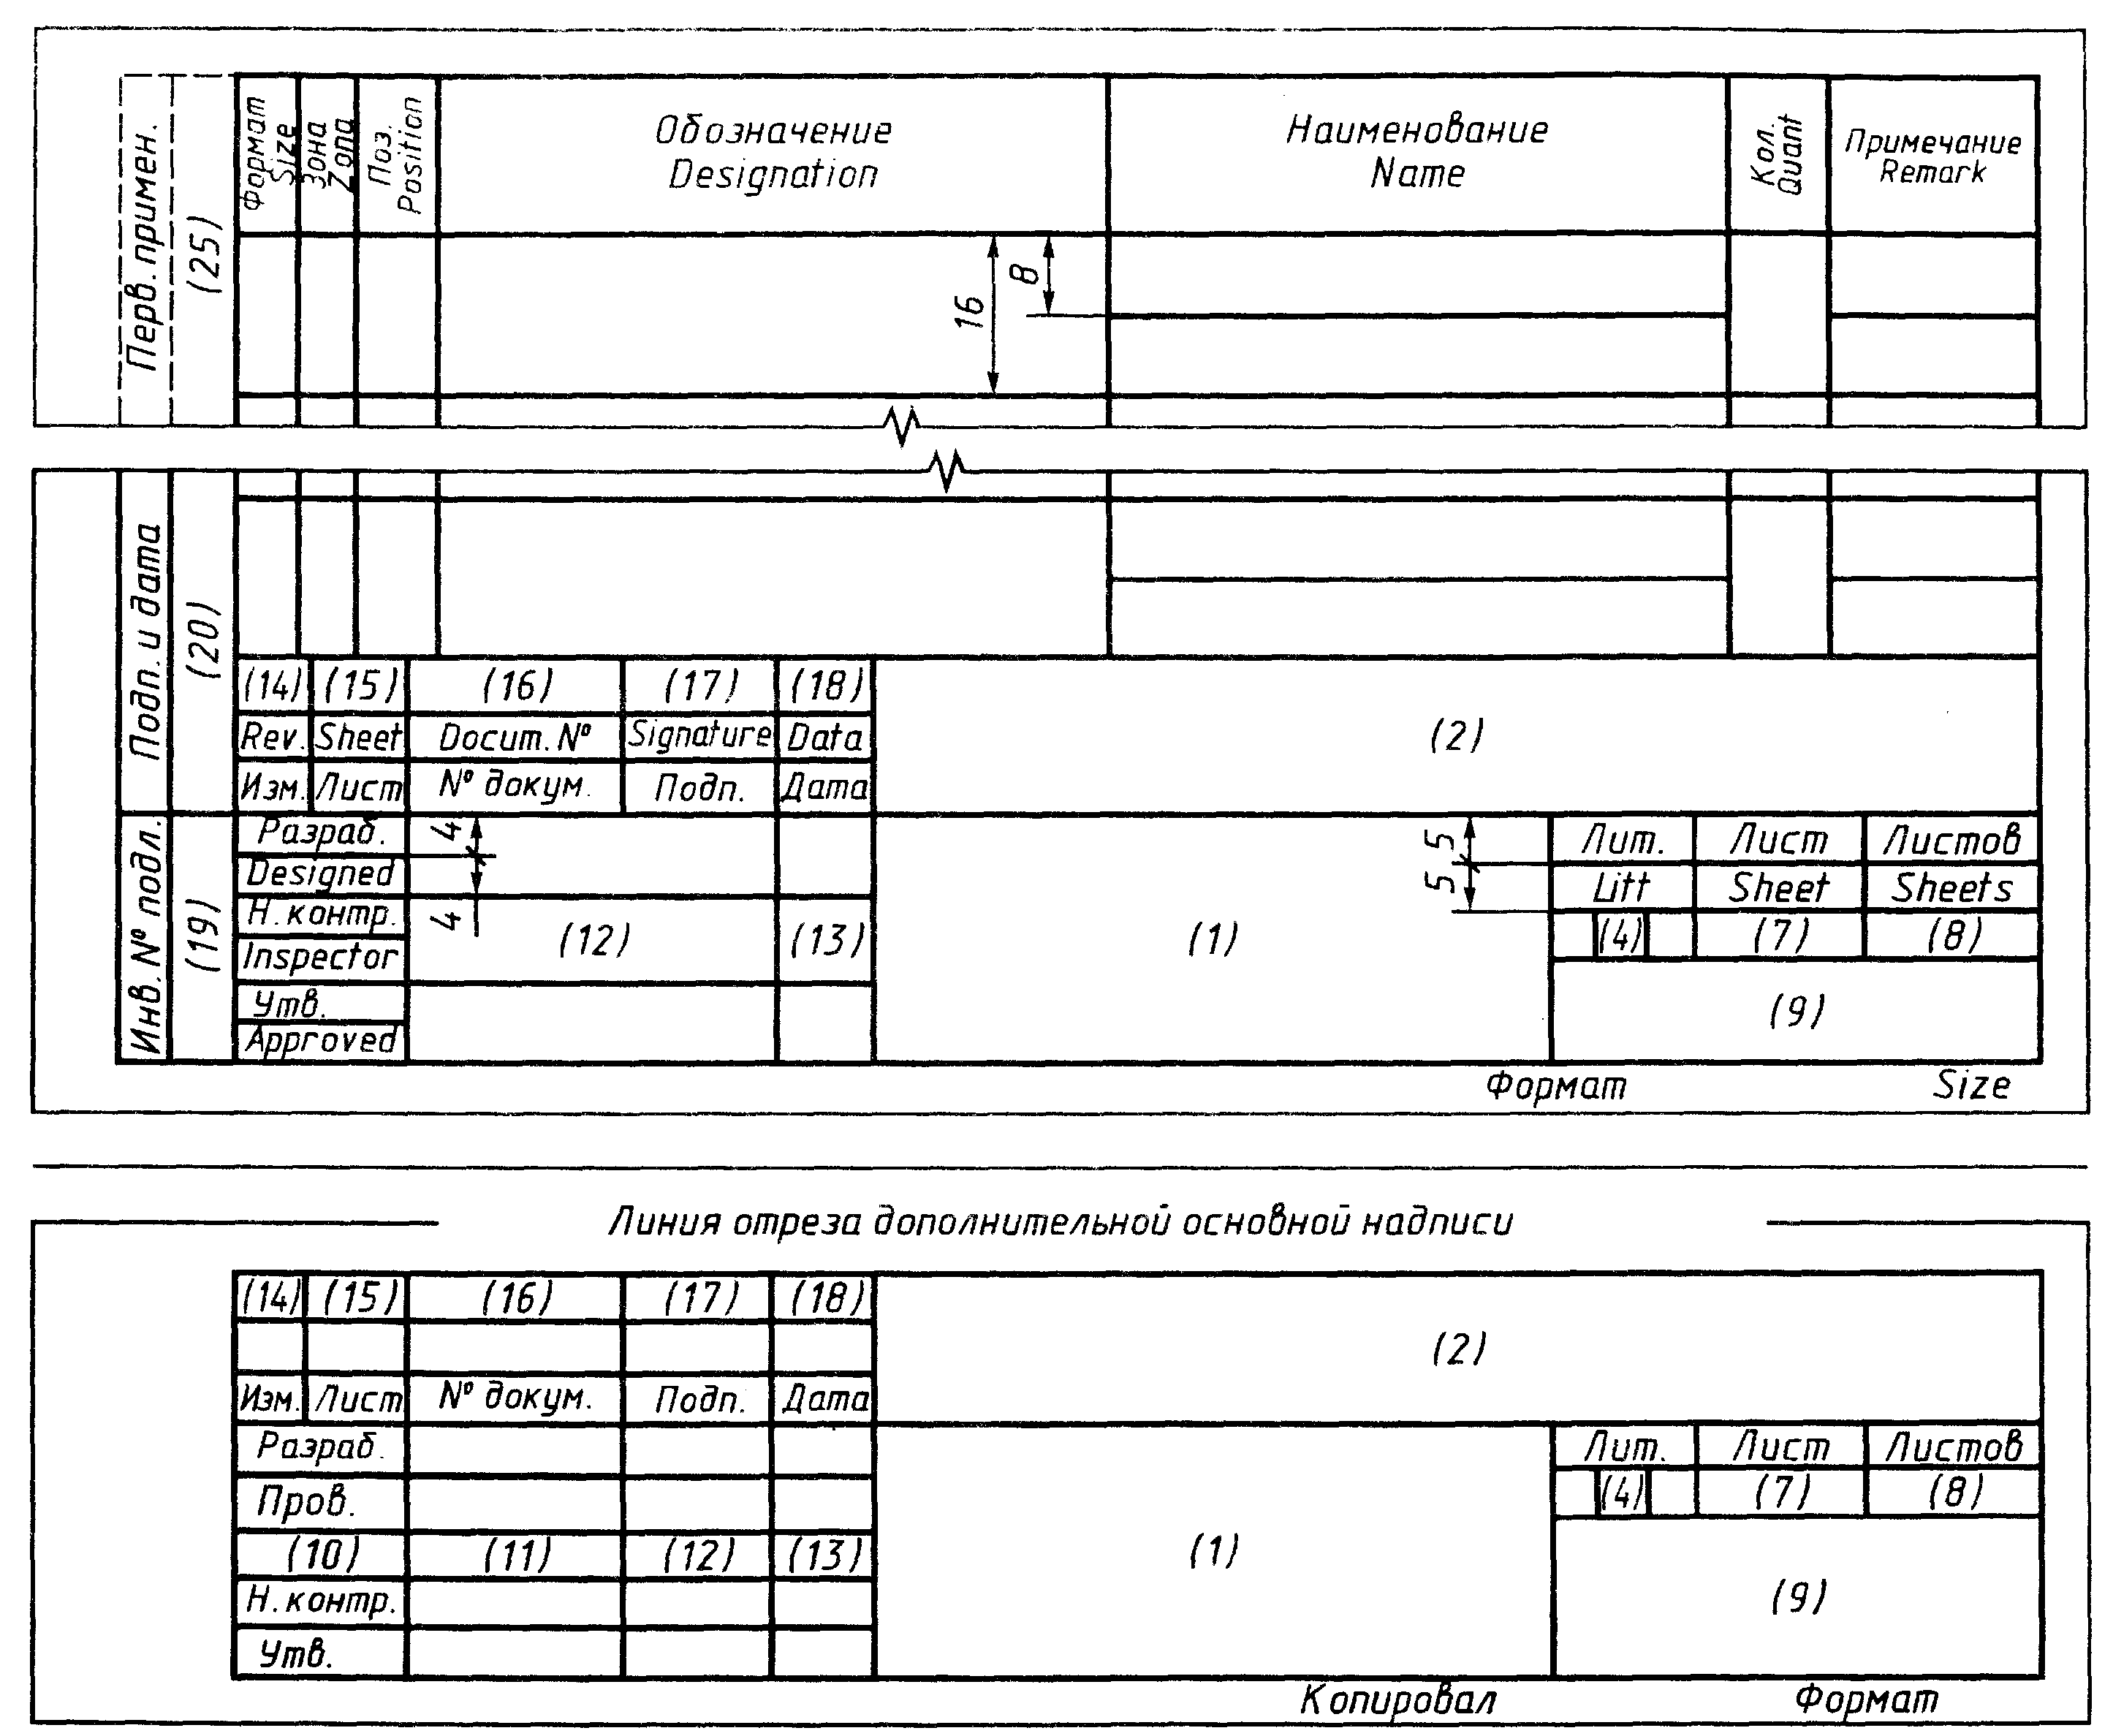 Перв. примен.
(25)
Формат
Size
Зона
Zona
Поз.
Position
Обозначение
Designation
Наименование
Name
Кол.
Quant
Примечание
Remark
16
8
Подп. и дата
(20)
Инв. № подл.
(19)
(14) (15) (16) (17) (18)
Rev. Sheet Docum. № Signature Data
(2)
Изм. Лист № докум. Подп. Дата
Разраб.
Designed
Н. контр.
Inspector
Утв.
Approved
4
4
(12) (13)
(1)
5
5
Лит. Лист Листов
Litt Sheet Sheets
(4) (7) (8)
(9)
Формат Size
Линия отреза дополнительной основной надписи
(14) (15) (16) (17) (18)
(2)
Изм. Лист № докум. Подп. Дата
Разраб.
Пров.
(10) (11) (12) (13)
Н. контр.
Утв.
(1)
Лит. Лист Листов
(4) (7) (8)
(9)
Копировал Формат